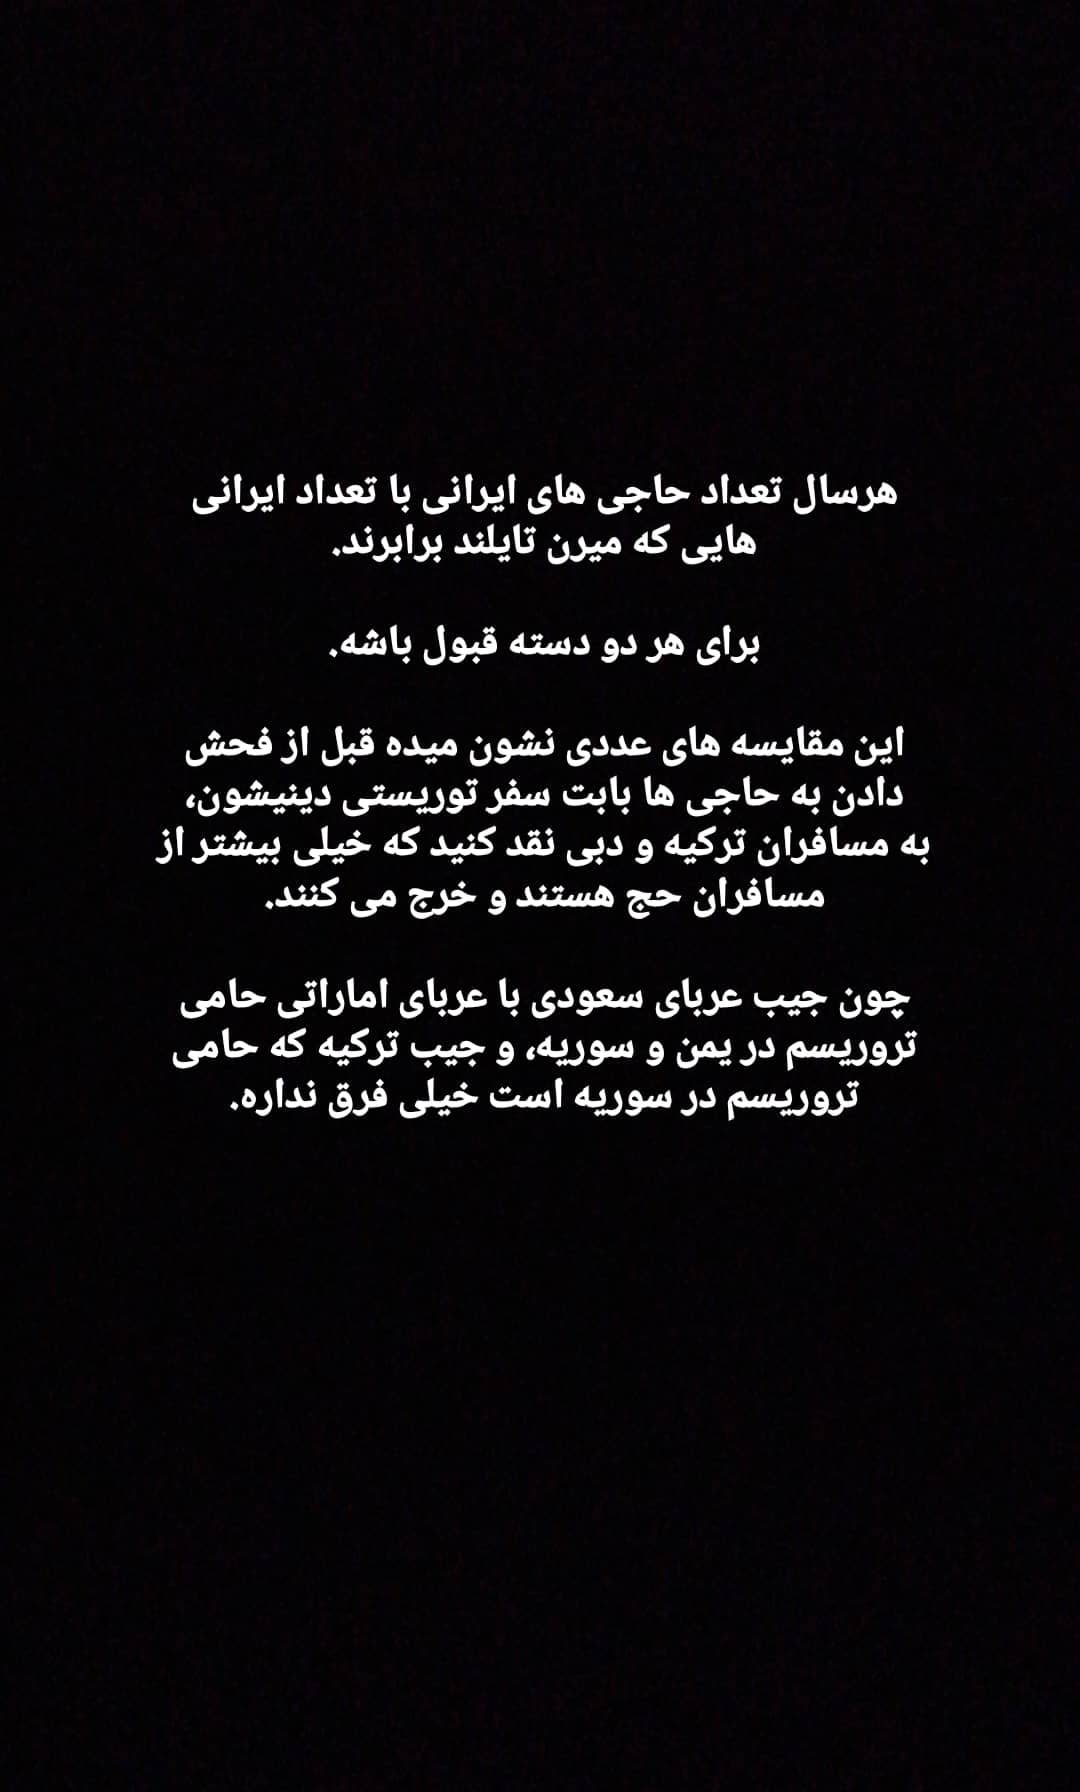 هرسال تعداد حاجی های ایرانی با تعداد ایرانی
هایی که میرن تایلند برابرند.
برای هر دو دسته قبول باشه.
این مقایسه های عددی نشون میده قبل از فحش
دادن به حاجی ها بابت سفر توریستی دینیشون،
به مسافران ترکیه و دبی نقد کنید که خیلی بیشتر از
مسافران حج هستند و خرج می کنند.
چون جیب عربای سعودی با عربای اماراتی حامی
تروریسم در یمن و سوریه، و جیب ترکیه که حامی
تروریسم در سوریه است خیلی فرق نداره.